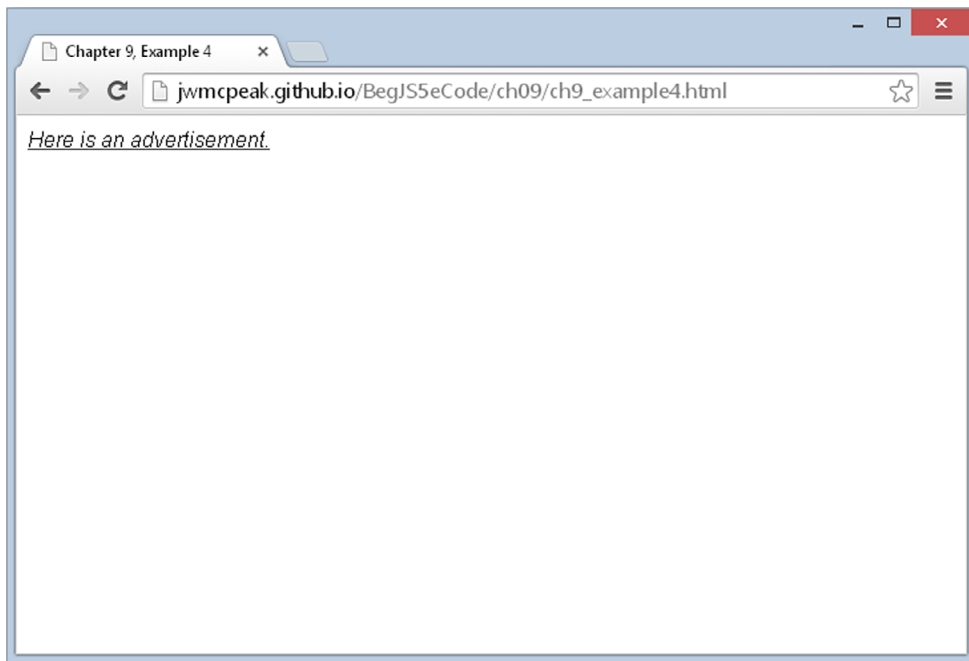 Chapter 9, Example 4
jwmcpeak.github.io/BegJS5eCode/ch09/ch9_example4.html
Here is an advertisement.